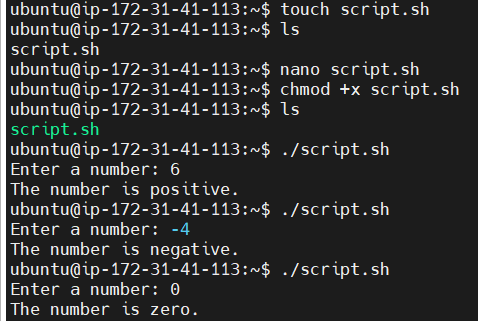 ubuntu@ip-172-31-41-113:~$ touch script.sh
ubuntu@ip-172-31-41-113:~$ ls
script.sh
ubuntu@ip-172-31-41-113:~$ nano script.sh
ubuntu@ip-172-31-41-113:~$ chmod +x script.sh
ubuntu@ip-172-31-41-113:~$ ls
script.sh
ubuntu@ip-172-31-41-113:~$ ./script.sh
Enter a number: 6
The number is positive.
ubuntu@ip-172-31-41-113:~$ ./script.sh
Enter a number: -4
The number is negative.
ubuntu@ip-172-31-41-113:~$ ./script.sh
Enter a number: 0
The number is zero.